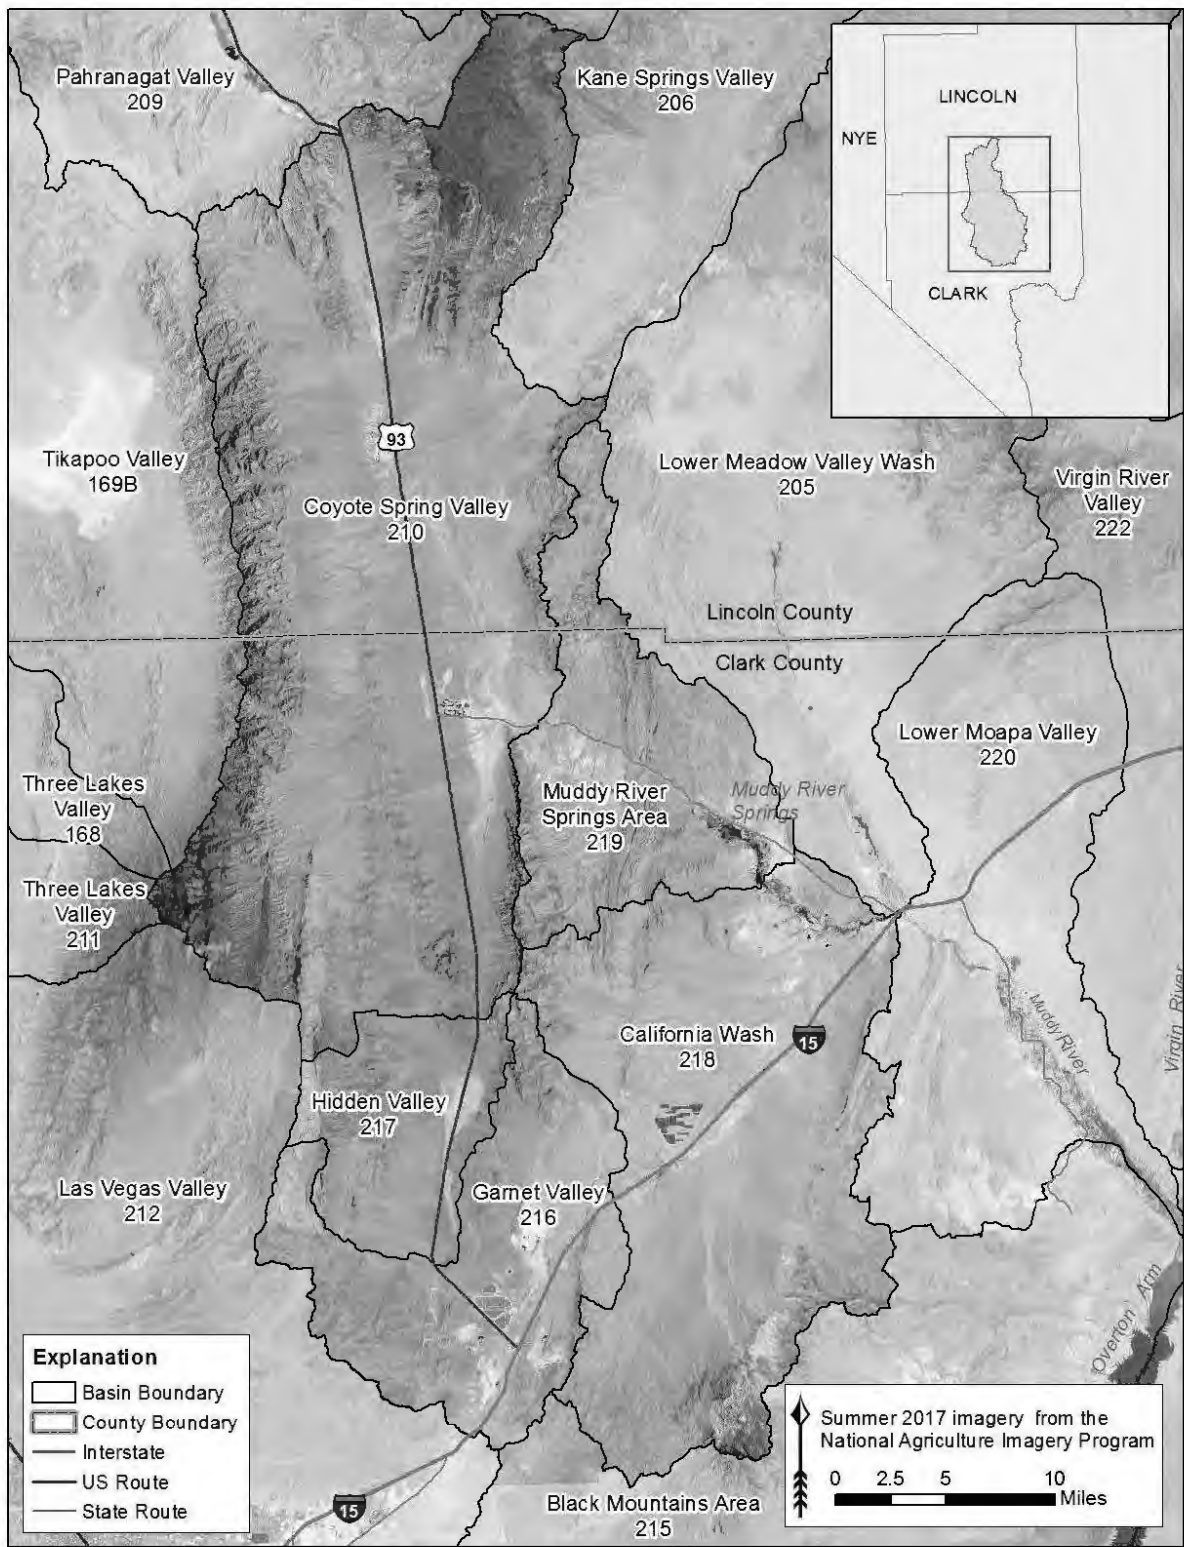 Pahranagat Valley
209
Kane Springs Valley
206
LINCOLN
NYE
CLARK
93
Tikapoo Valley
169B
Coyote Spring Valley
210
Lower Meadow Valley Wash
205
Virgin River
Valley
222
Lincoln County
Clark County
Lower Moapa Valley
220
Three Lakes
Valley
168
Muddy River
Springs Area
219
Muddy River
Springs
Three Lakes
Valley
211
California Wash
218
15
Muddy River
Virgin River
Hidden Valley
217
Las Vegas Valley
212
Garnet Valley
216
Overton Arm
Explanation
Basin Boundary
County Boundary
Interstate
US Route
State Route
15
Black Mountains Area
215
Summer 2017 imagery from the
National Agriculture Imagery Program
0 2.5 5 10
Miles